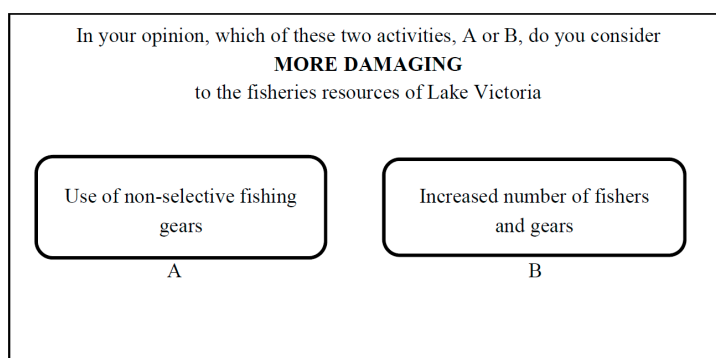 In your opinion, which of these two activities, A or B, do you consider
MORE DAMAGING
to the fisheries resources of Lake Victoria
Use of non-selective fishing
gears
A
Increased number of fishers
and gears
B